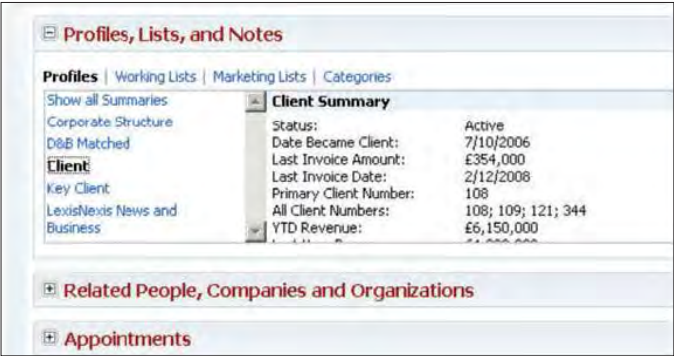 Profiles, Lists, and Notes
Profiles | Working Lists | Marketing Lists | Categories
Show all Summaries
Corporate Structure
D&B Matched
Client
Key Client
LexisNexis News and
Business
Client Summary
Status: Active
Date Became Client: 7/10/2006
Last Invoice Amount: £354,000
Last Invoice Date: 2/12/2008
Primary Client Number: 108
All Client Numbers: 108; 109; 121; 344
YTD Revenue: £6,150,000
Related People, Companies and Organizations
Appointments